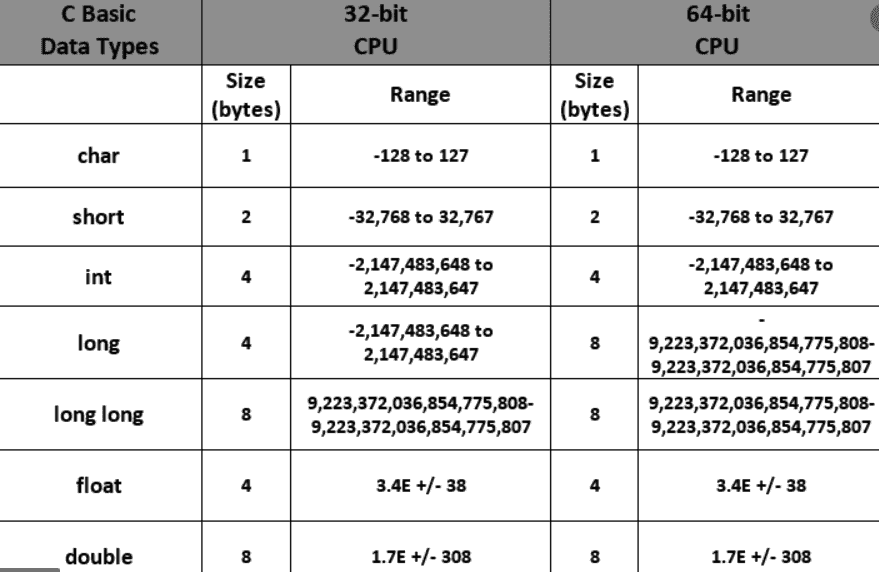 C Basic
Data Types
32-bit
CPU
64-bit
CPU
Size
(bytes)
Range
Size
(bytes)
Range
char
1
-128 to 127
1
-128 to 127
short
2
-32,768 to 32,767
2
-32,768 to 32,767
int
4
-2,147,483,648 to
2,147,483,647
4
-2,147,483,648 to
2,147,483,647
long
4
-2,147,483,648 to
2,147,483,647
8
-
9,223,372,036,854,775,808-
9,223,372,036,854,775,807
long long
8
9,223,372,036,854,775,808-
9,223,372,036,854,775,807
8
9,223,372,036,854,775,808-
9,223,372,036,854,775,807
float
4
3.4E +/- 38
4
3.4E +/- 38
double
8
1.7E +/- 308
8
1.7E +/- 308